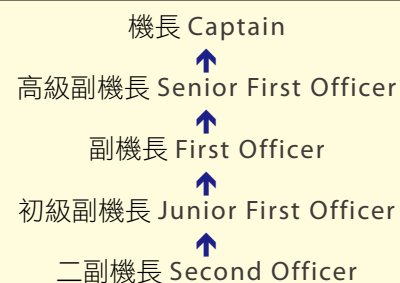 機長 Captain
高級副機長 Senior First Officer
副機長 First Officer
初級副機長 Junior First Officer
二副機長 Second Officer